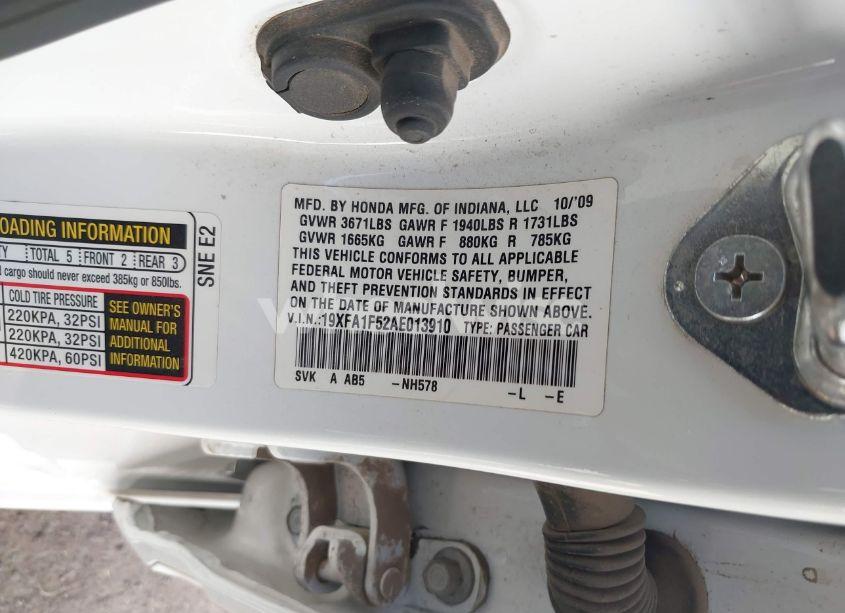 MFD. BY HONDA MFG. OF INDIANA, LLC 10/'09
GVWR 3671LBS GAWR F 1940LBS R 1731LBS
GVWR 1665KG GAWR F 880KG R 785KG
THIS VEHICLE CONFORMS TO ALL APPLICABLE
FEDERAL MOTOR VEHICLE SAFETY, BUMPER,
AND THEFT PREVENTION STANDARDS IN EFFECT
ON THE DATE OF MANUFACTURE SHOWN ABOVE.
V.I.N.:19XFA1F52AE013910 TYPE: PASSENGER CAR
SVK A AB5 -NH578 -L -E
OADING INFORMATION
TY TOTAL 5 FRONT 2 REAR 3
d cargo should never exceed 385kg or 850lbs.
COLD TIRE PRESSURE
220KPA, 32PSI
220KPA, 32PSI
420KPA, 60PSI
SEE OWNER'S
MANUAL FOR
ADDITIONAL
INFORMATION
SNE E2